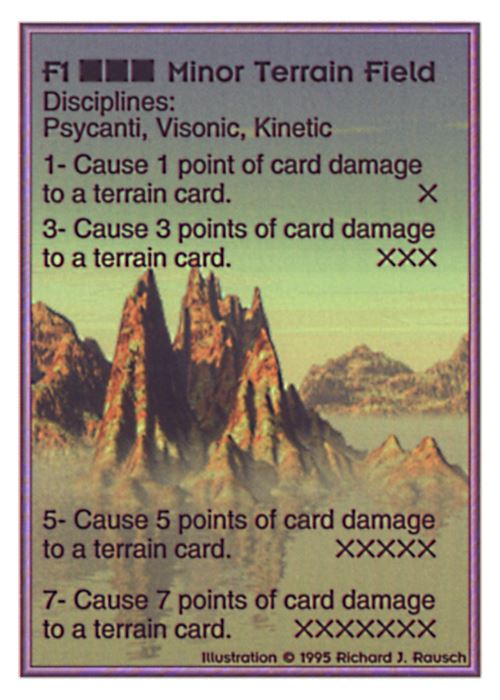 F1 ■■■ Minor Terrain Field
Disciplines:
Psycanti, Visonic, Kinetic
1- Cause 1 point of card damage
to a terrain card. X
3- Cause 3 points of card damage
to a terrain card. XXX
5- Cause 5 points of card damage
to a terrain card. XXXXX
7- Cause 7 points of card damage
to a terrain card. XXXXXXX
Illustration © 1995 Richard J. Rausch